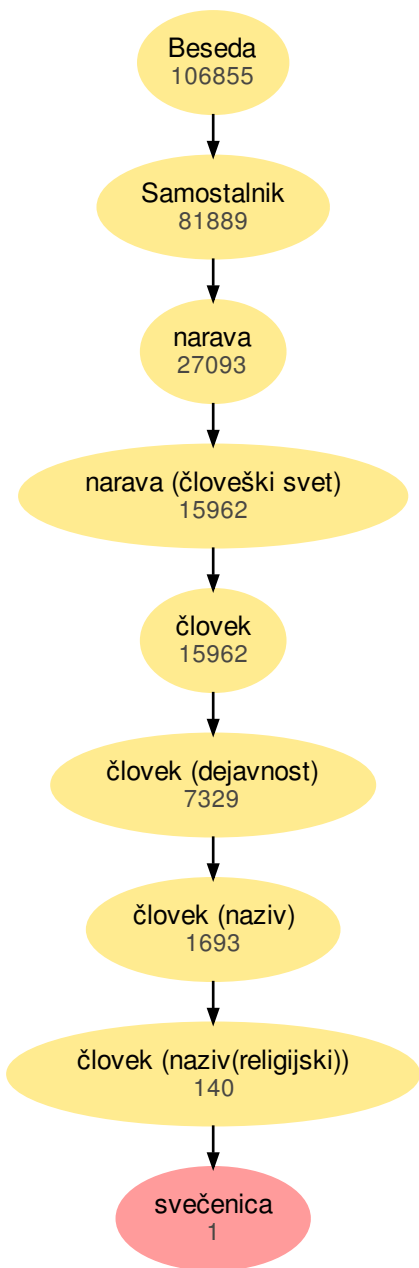 Beseda
106855
Samostalnik
81889
narava
27093
narava (človeški svet)
15962
človek
15962
človek (dejavnost)
7329
človek (naziv)
1693
človek (naziv(religijski))
140
svečenica
1